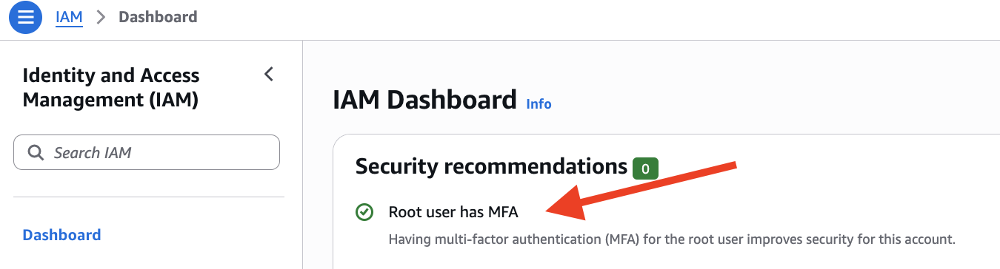 IAM > Dashboard
Identity and Access
Management (IAM)
Search IAM
Dashboard
IAM Dashboard Info
Security recommendations 0
Root user has MFA
Having multi-factor authentication (MFA) for the root user improves security for this account.